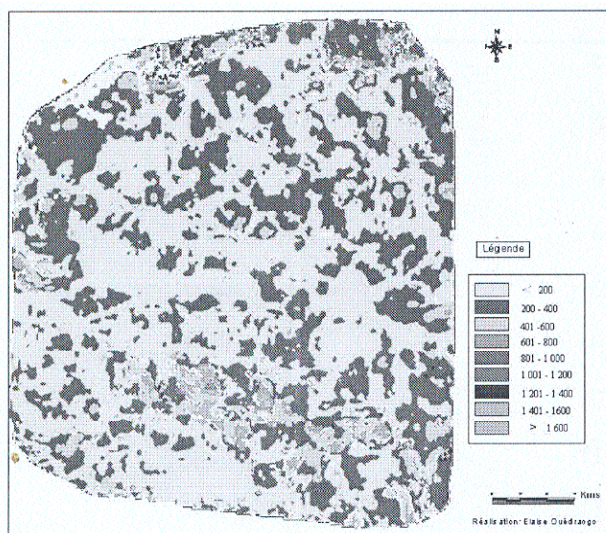 N
E
Légende
< 200
200 - 400
401 - 600
601 - 800
801 - 1 000
1 001 - 1 200
1 201 - 1 400
1 401 - 1600
> 1 600
Kms
Réalisation: Elaise Ouédraogo